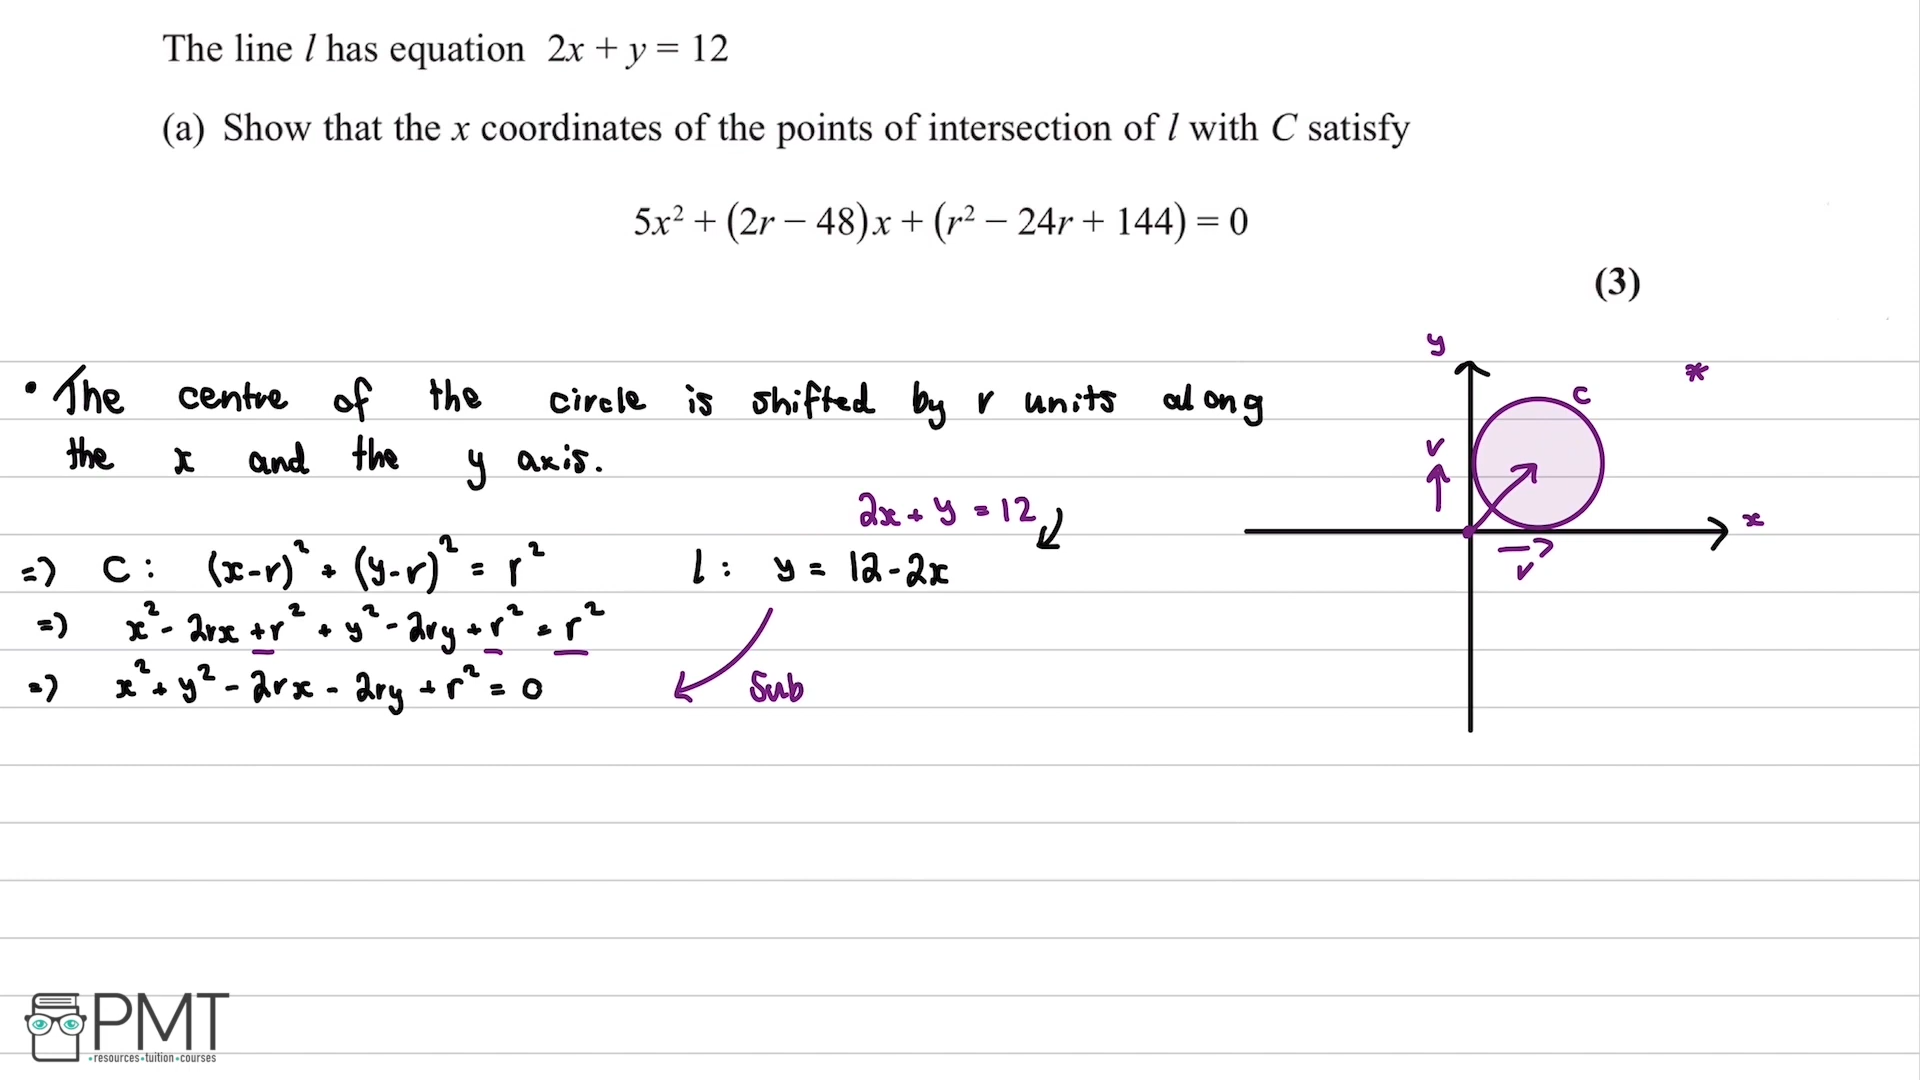 The line l has equation 2x + y = 12
(a) Show that the x coordinates of the points of intersection of l with C satisfy
5x² + (2r − 48)x + (r² − 24r + 144) = 0
(3)
• The centre of the circle is shifted by r units along
the x and the y axis.
2x + y = 12
=> C : (x-r)² + (y-r)² = r² l : y = 12 - 2x
=> x² - 2rx + r² + y² - 2ry + r² = r²
=> x² + y² - 2rx - 2ry + r² = 0
Sub
y
*
C
r
x
r
PMT
•resources•tuition•courses